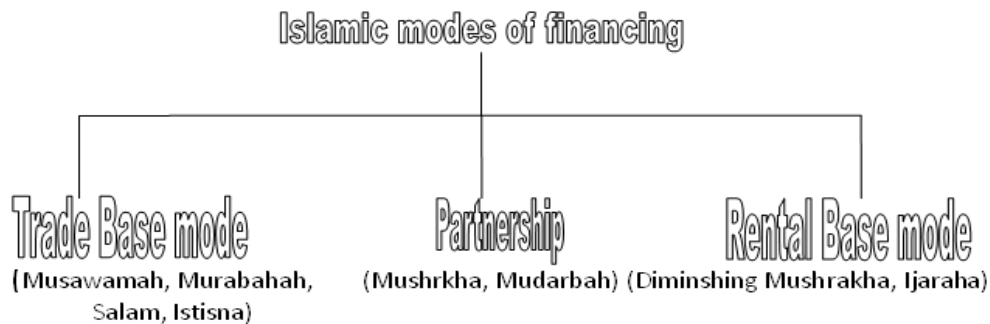 Islamic modes of financing
Trade Base mode
(Musawamah, Murabahah,
Salam, Istisna)
Partnership
(Mushrkha, Mudarbah)
Rental Base mode
(Diminshing Mushrakha, Ijaraha)